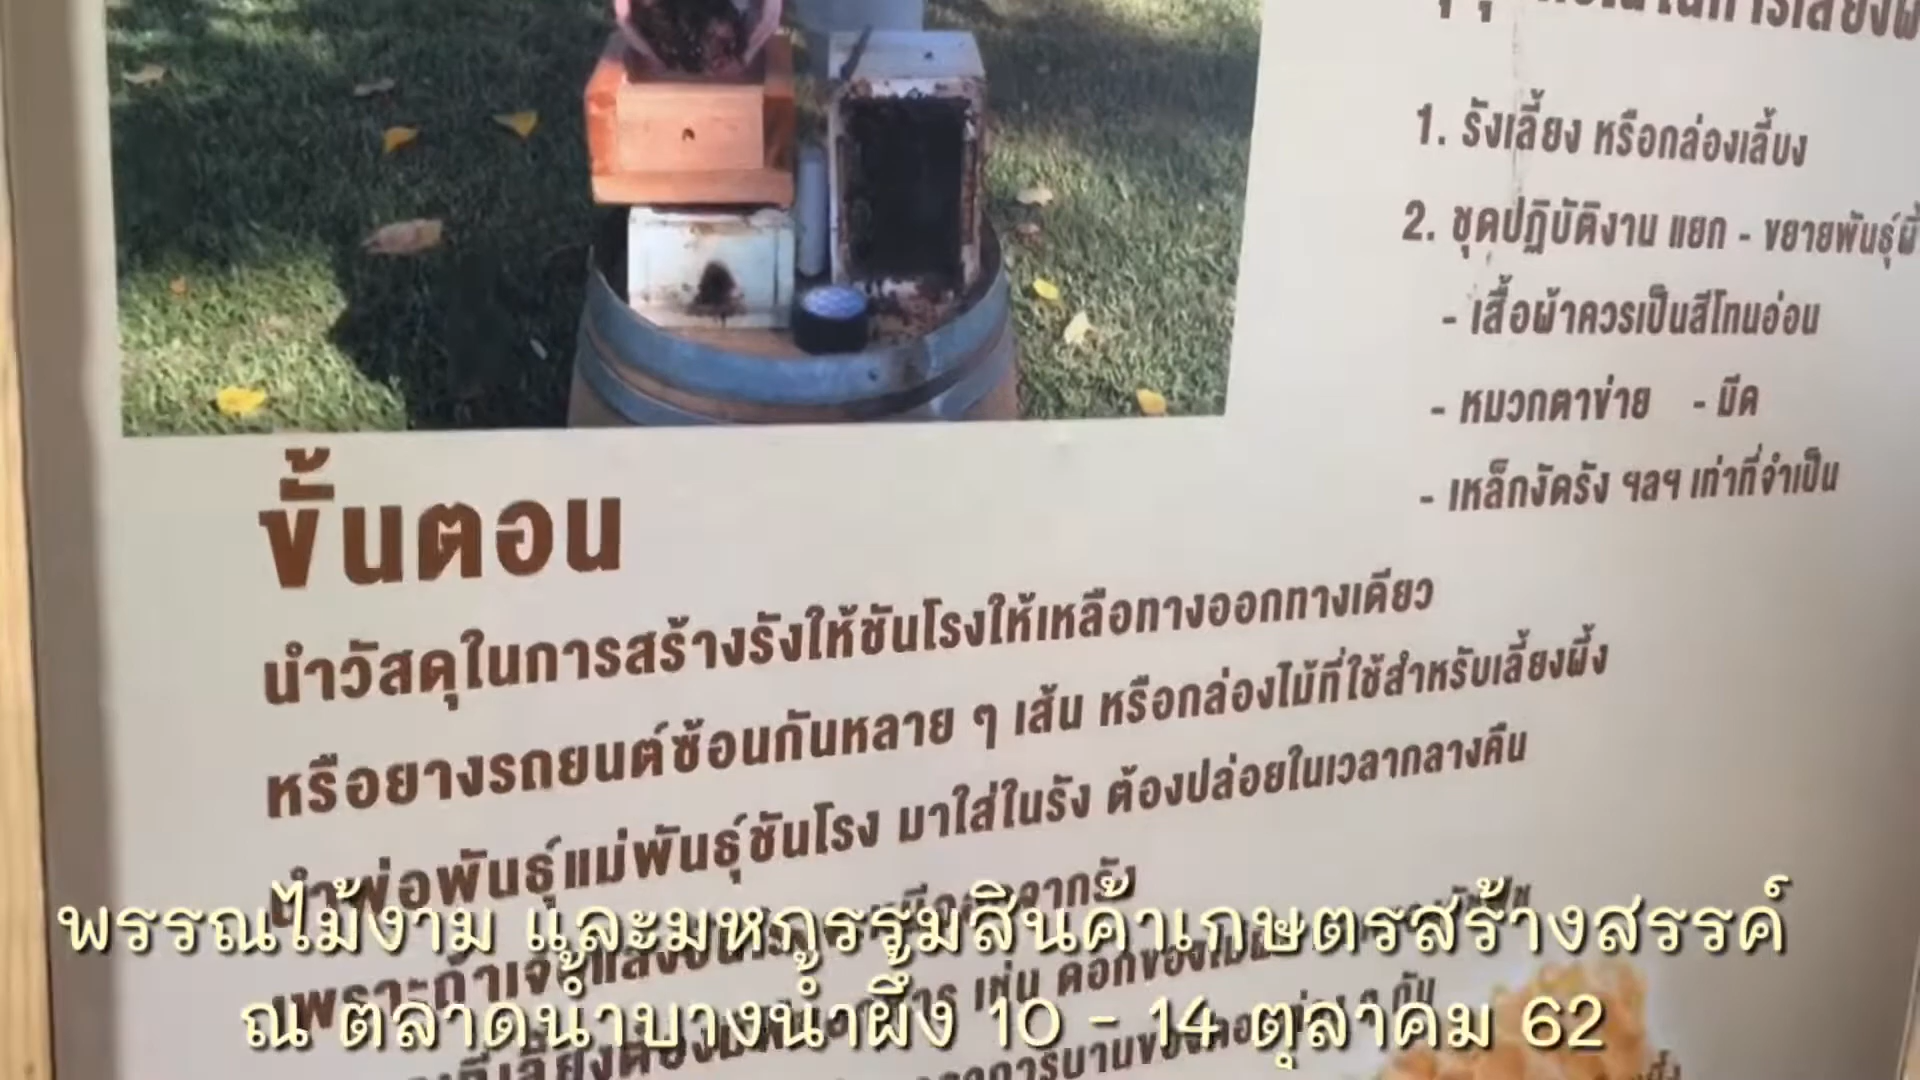 1. รังเลี้ยง หรือกล่องเลี้ยง
2. ชุดปฏิบัติงาน แยก - ขยายพันธุ์ผึ้
- เสื้อผ้าควรเป็นสีโทนอ่อน
- หมวกตาข่าย - มีด
- เหล็กงัดรัง ฯลฯ เท่าที่จำเป็น
ขั้นตอน
นำวัสดุในการสร้างรังให้ชันโรงให้เหลือทางออกทางเดียว
หรือยางรถยนต์ซ้อนกันหลาย ๆ เส้น หรือกล่องไม้ที่ใช้สำหรับเลี้ยงผึ้ง
นำพ่อพันธุ์แม่พันธุ์ชันโรง มาใส่ในรัง ต้องปล่อยในเวลากลางคืน
พรรณไม้งาม และมหกรรมสินค้าเกษตรสร้างสรรค์
ณ ตลาดน้ำบางน้ำผึ้ง 10 - 14 ตุลาคม 62